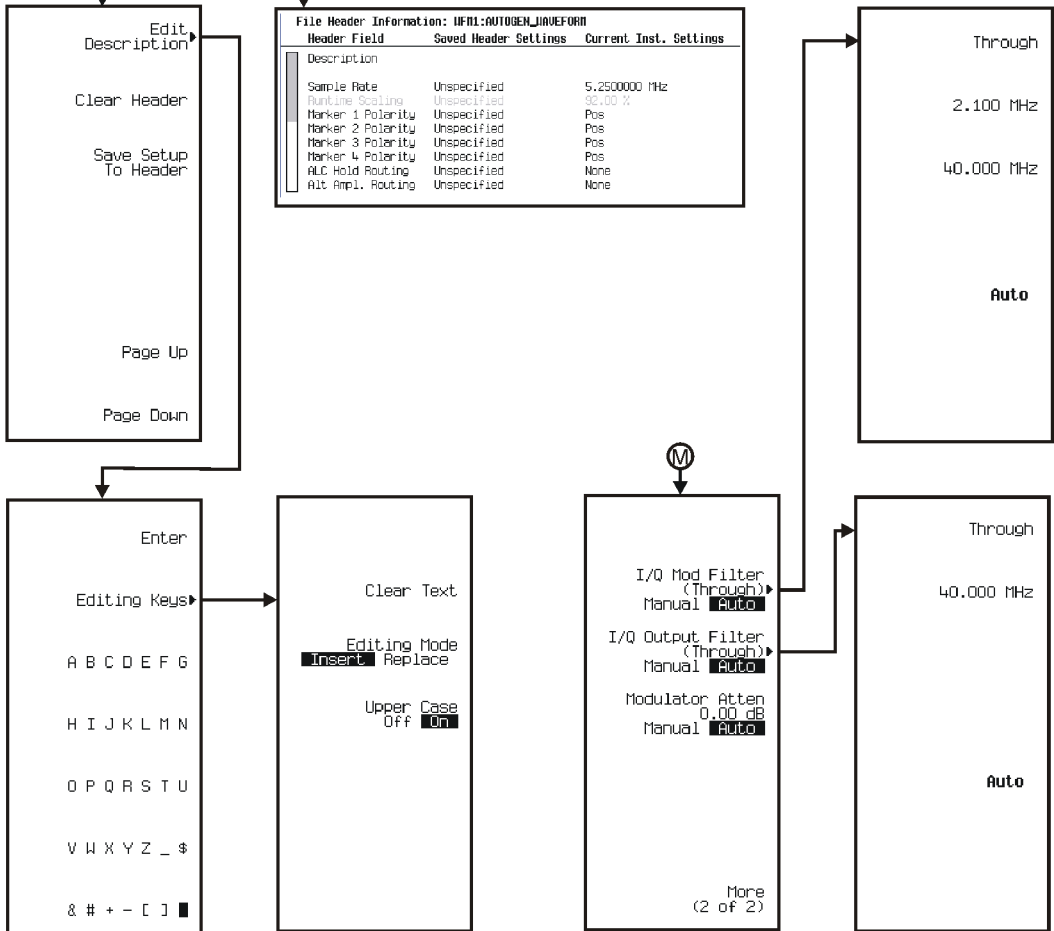 Edit
Description
Clear Header
Save Setup
To Header
Page Up
Page Down
File Header Information: WFM1:AUTOGEN_WAVEFORM
Header Field Saved Header Settings Current Inst. Settings
Description
Sample Rate Unspecified 5.2500000 MHz
Runtime Scaling Unspecified 92.00 %
Marker 1 Polarity Unspecified Pos
Marker 2 Polarity Unspecified Pos
Marker 3 Polarity Unspecified Pos
Marker 4 Polarity Unspecified Pos
ALC Hold Routing Unspecified None
Alt Ampl. Routing Unspecified None
Through
2.100 MHz
40.000 MHz
Auto
Enter
Editing Keys
A B C D E F G
H I J K L M N
O P Q R S T U
V W X Y Z _ $
& # + - [ ]
Clear Text
Editing Mode
Insert Replace
Upper Case
Off On
M
I/Q Mod Filter
(Through)
Manual Auto
I/Q Output Filter
(Through)
Manual Auto
Modulator Atten
0.00 dB
Manual Auto
More
(2 of 2)
Through
40.000 MHz
Auto